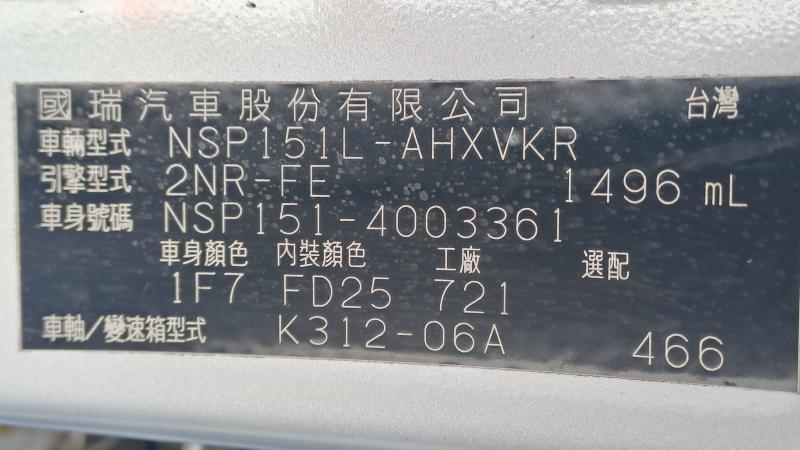 國瑞汽車股份有限公司 台灣
車輛型式 NSP151L-AHXVKR
引擎型式 2NR-FE 1496 mL
車身號碼 NSP151-4003361
車身顏色 內裝顏色 工廠 選配
1F7 FD25 721
車軸/變速箱型式 K312-06A 466